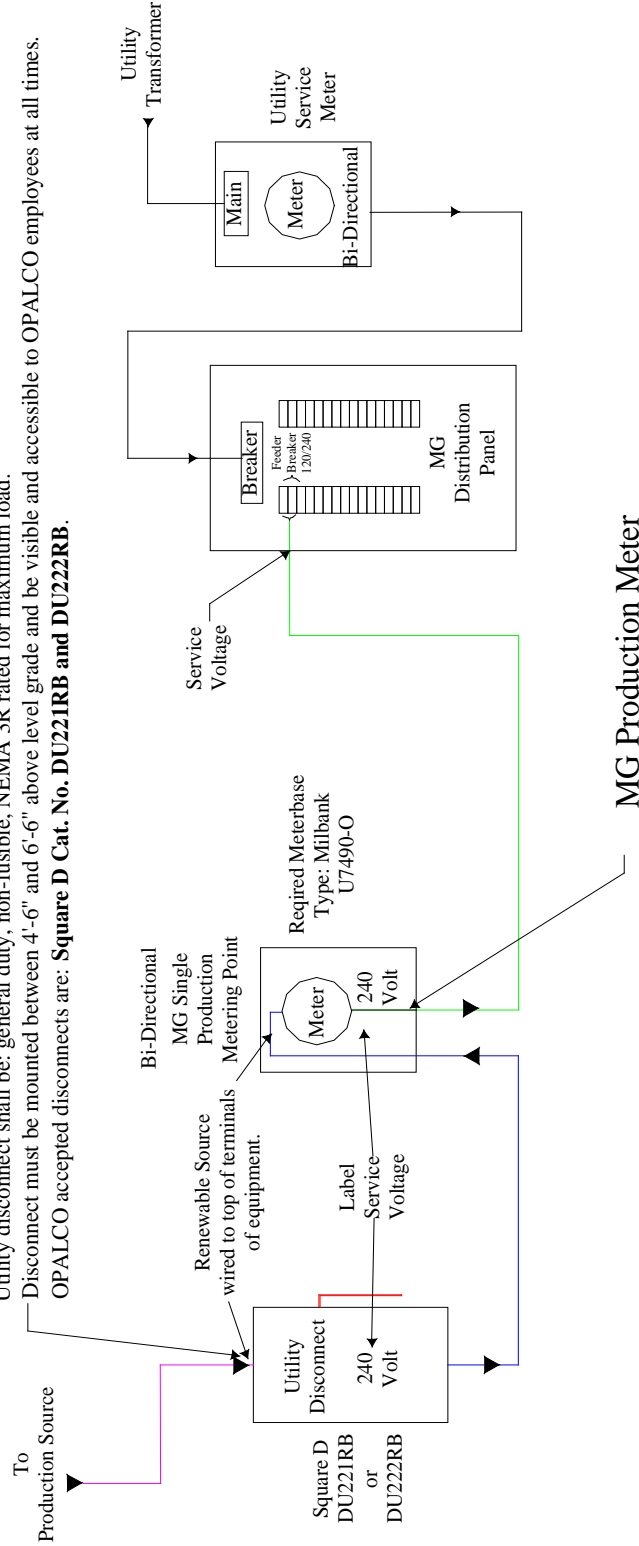 Utility disconnect shall be: general duty, non-fusible, NEMA 3R rated for maximum load.
Disconnect must be mounted between 4'-6" and 6'-6" above level grade and be visible and accessible to OPALCO employees at all times.
OPALCO accepted disconnects are: Square D Cat. No. DU221RB and DU222RB.
To
Production Source
Renewable Source
wired to top of terminals
of equipment.
Utility
Disconnect
240
Volt
Square D
DU221RB
or
DU222RB
Label
Service
Voltage
Bi-Directional
MG Single
Production
Metering Point
Meter
240
Volt
Reqired Meterbase
Type: Milbank
U7490-O
MG Production Meter
Service
Voltage
Breaker
Feeder
Breaker
120/240
MG
Distribution
Panel
Utility
Transformer
Main
Meter
Bi-Directional
Utility
Service
Meter